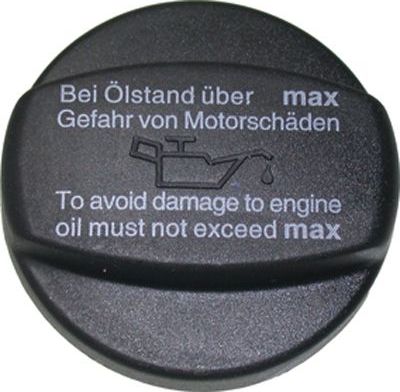 Bei Ölstand über max
Gefahr von Motorschäden
To avoid damage to engine
oil must not exceed max